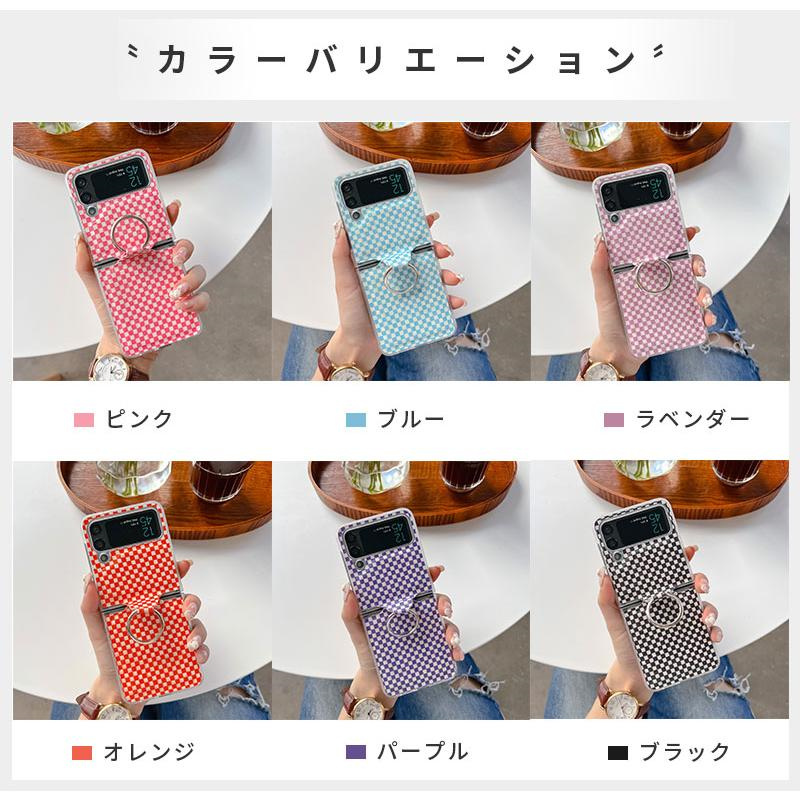 カラーバリエーション
ピンク
ブルー
ラベンダー
オレンジ
パープル
ブラック